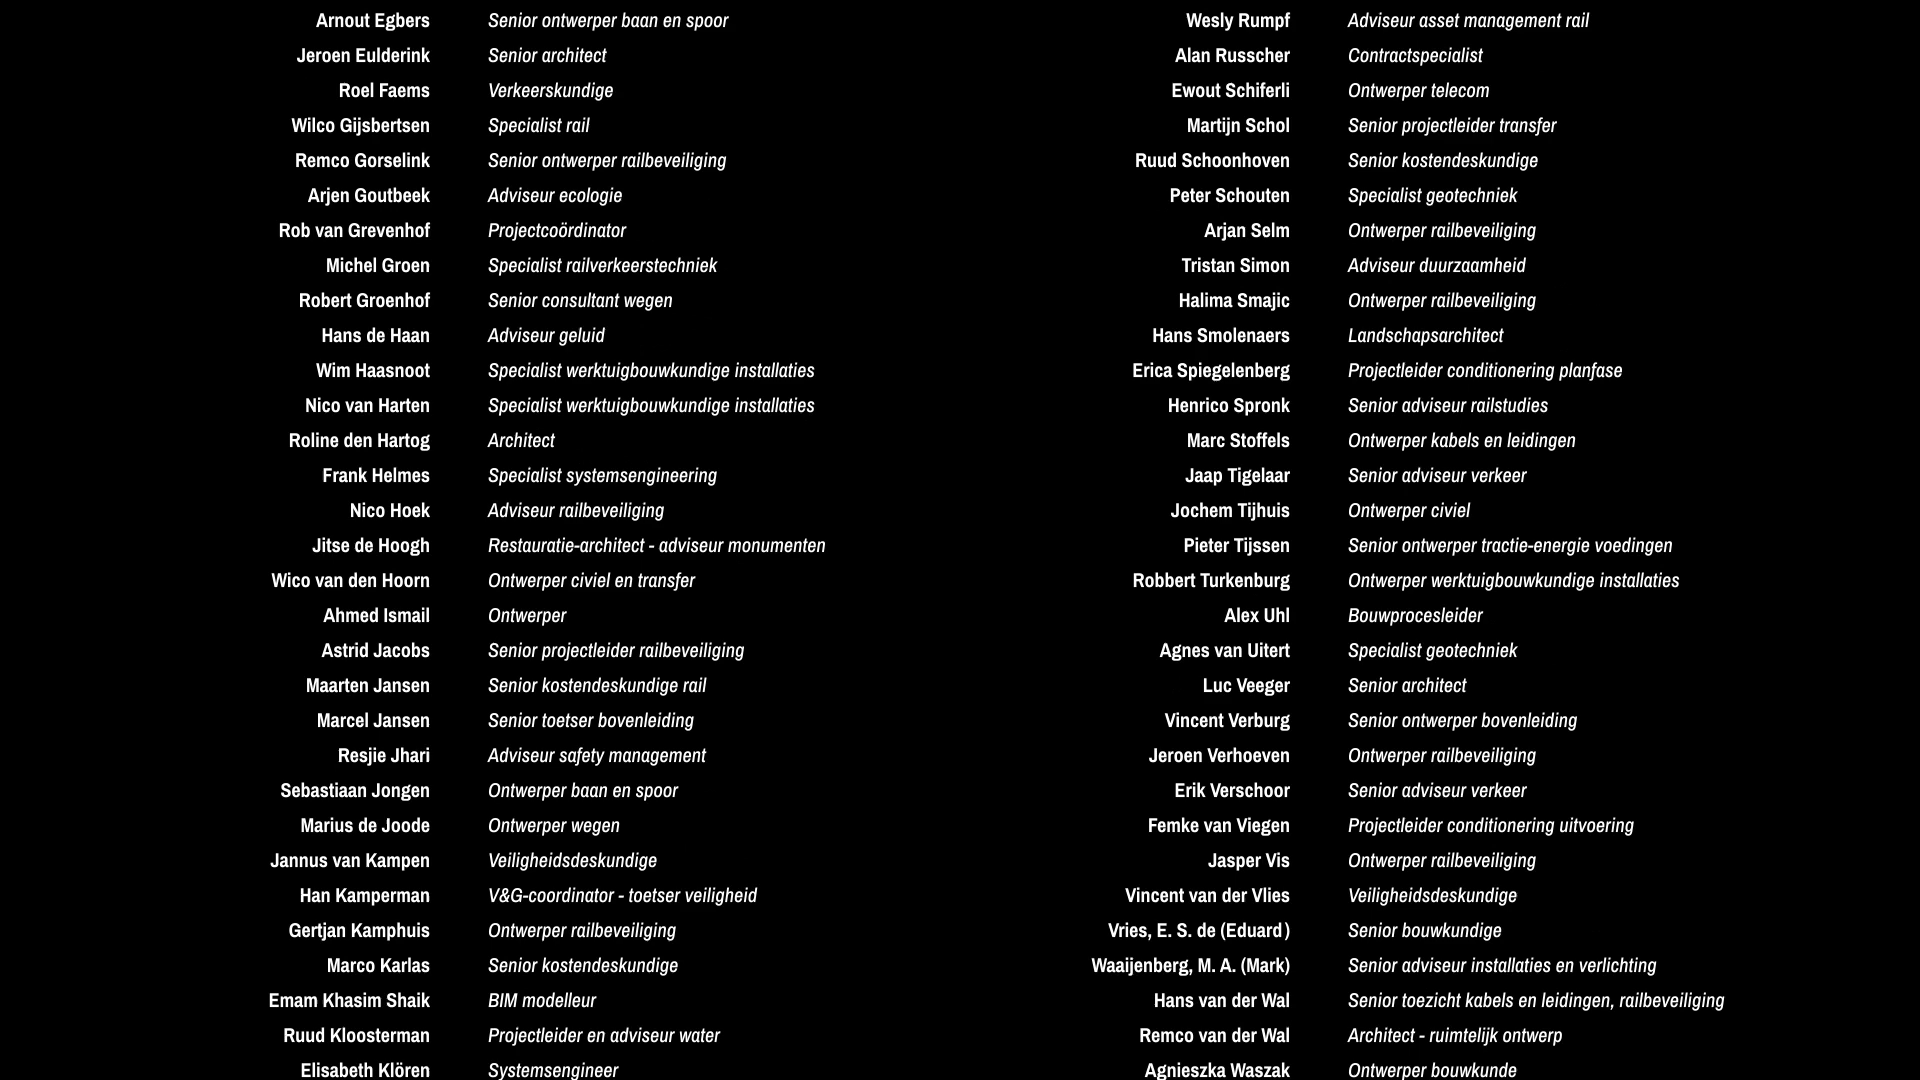 Arnout Egbers Senior ontwerper baan en spoor
Jeroen Eulderink Senior architect
Roel Faems Verkeerskundige
Wilco Gijsbertsen Specialist rail
Remco Gorselink Senior ontwerper railbeveiliging
Arjen Goutbeek Adviseur ecologie
Rob van Grevenhof Projectcoördinator
Michel Groen Specialist railverkeerstechniek
Robert Groenhof Senior consultant wegen
Hans de Haan Adviseur geluid
Wim Haasnoot Specialist werktuigbouwkundige installaties
Nico van Harten Specialist werktuigbouwkundige installaties
Roline den Hartog Architect
Frank Helmes Specialist systemsengineering
Nico Hoek Adviseur railbeveiliging
Jitse de Hoogh Restauratie-architect - adviseur monumenten
Wico van den Hoorn Ontwerper civiel en transfer
Ahmed Ismail Ontwerper
Astrid Jacobs Senior projectleider railbeveiliging
Maarten Jansen Senior kostendeskundige rail
Marcel Jansen Senior toetser bovenleiding
Resjie Jhari Adviseur safety management
Sebastiaan Jongen Ontwerper baan en spoor
Marius de Joode Ontwerper wegen
Jannus van Kampen Veiligheidsdeskundige
Han Kamperman V&G-coordinator - toetser veiligheid
Gertjan Kamphuis Ontwerper railbeveiliging
Marco Karlas Senior kostendeskundige
Emam Khasim Shaik BIM modelleur
Ruud Kloosterman Projectleider en adviseur water
Elisabeth Klören Systemsengineer
Wesly Rumpf Adviseur asset management rail
Alan Russcher Contractspecialist
Ewout Schiferli Ontwerper telecom
Martijn Schol Senior projectleider transfer
Ruud Schoonhoven Senior kostendeskundige
Peter Schouten Specialist geotechniek
Arjan Selm Ontwerper railbeveiliging
Tristan Simon Adviseur duurzaamheid
Halima Smajic Ontwerper railbeveiliging
Hans Smolenaers Landschapsarchitect
Erica Spiegelenberg Projectleider conditionering planfase
Henrico Spronk Senior adviseur railstudies
Marc Stoffels Ontwerper kabels en leidingen
Jaap Tigelaar Senior adviseur verkeer
Jochem Tijhuis Ontwerper civiel
Pieter Tijssen Senior ontwerper tractie-energie voedingen
Robbert Turkenburg Ontwerper werktuigbouwkundige installaties
Alex Uhl Bouwprocesleider
Agnes van Uitert Specialist geotechniek
Luc Veeger Senior architect
Vincent Verburg Senior ontwerper bovenleiding
Jeroen Verhoeven Ontwerper railbeveiliging
Erik Verschoor Senior adviseur verkeer
Femke van Viegen Projectleider conditionering uitvoering
Jasper Vis Ontwerper railbeveiliging
Vincent van der Vlies Veiligheidsdeskundige
Vries, E. S. de (Eduard) Senior bouwkundige
Waaijenberg, M. A. (Mark) Senior adviseur installaties en verlichting
Hans van der Wal Senior toezicht kabels en leidingen, railbeveiliging
Remco van der Wal Architect - ruimtelijk ontwerp
Agnieszka Waszak Ontwerper bouwkunde